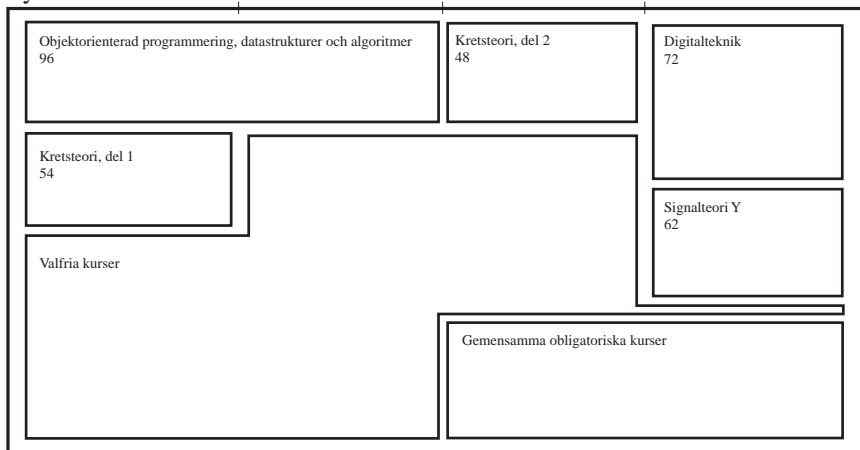 Objektorienterad programmering, datastrukturer och algoritmer
96
Kretsteori, del 2
48
Digitalteknik
72
Kretsteori, del 1
54
Signalteori Y
62
Valfria kurser
Gemensamma obligatoriska kurser